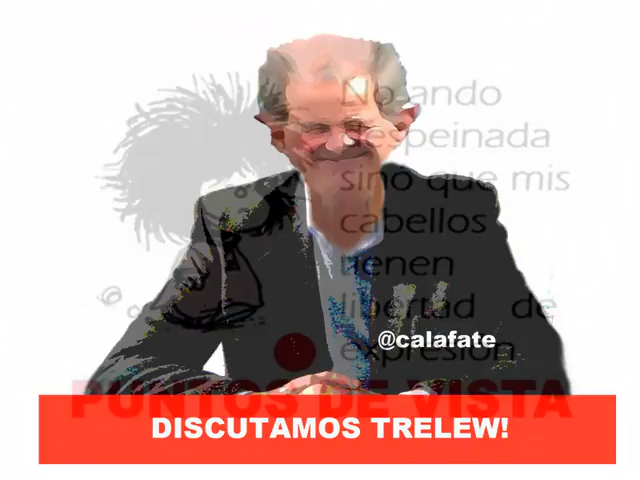 No ando
despeinada
sino que mis
cabellos
tienen
libertad de
expresión
@calafate
PUNTOS DE VISTA
DISCUTAMOS TRELEW!